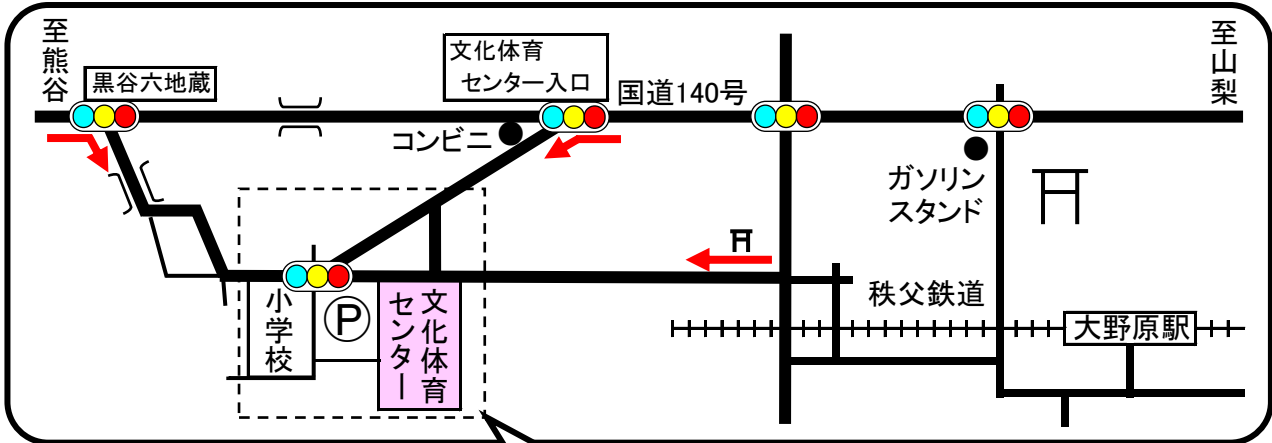 至熊谷
黒谷六地蔵
文化体育
センター入口
国道140号
至山梨
コンビニ
ガソリン
スタンド
小学校
P
文化体育
センター
秩父鉄道
大野原駅